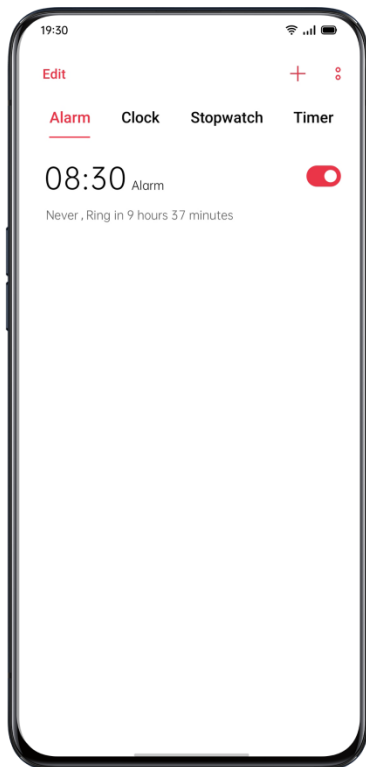 19:30
Edit
Alarm Clock Stopwatch Timer
08:30 Alarm
Never , Ring in 9 hours 37 minutes